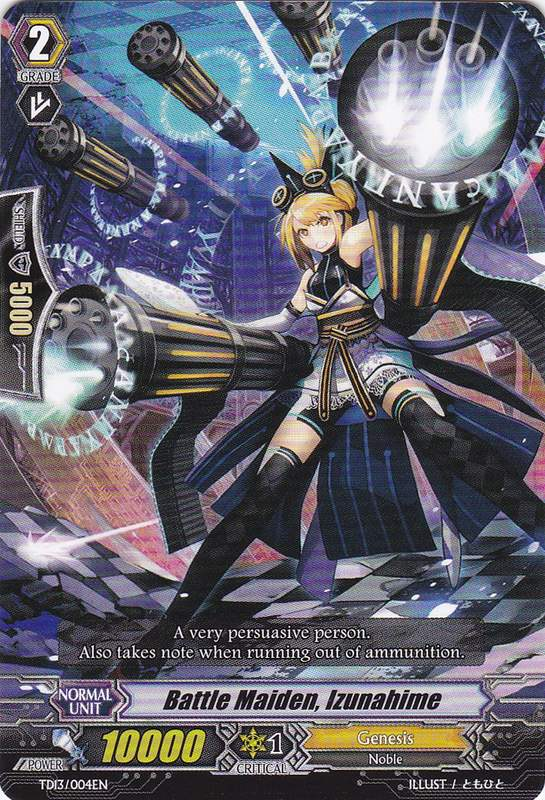 2
GRADE
SHIELD
5000
A very persuasive person.
Also takes note when running out of ammunition.
NORMAL
UNIT
Battle Maiden, Izunahime
POWER
10000
1
CRITICAL
Genesis
Noble
TD13/004EN
ILLUST / ともひと